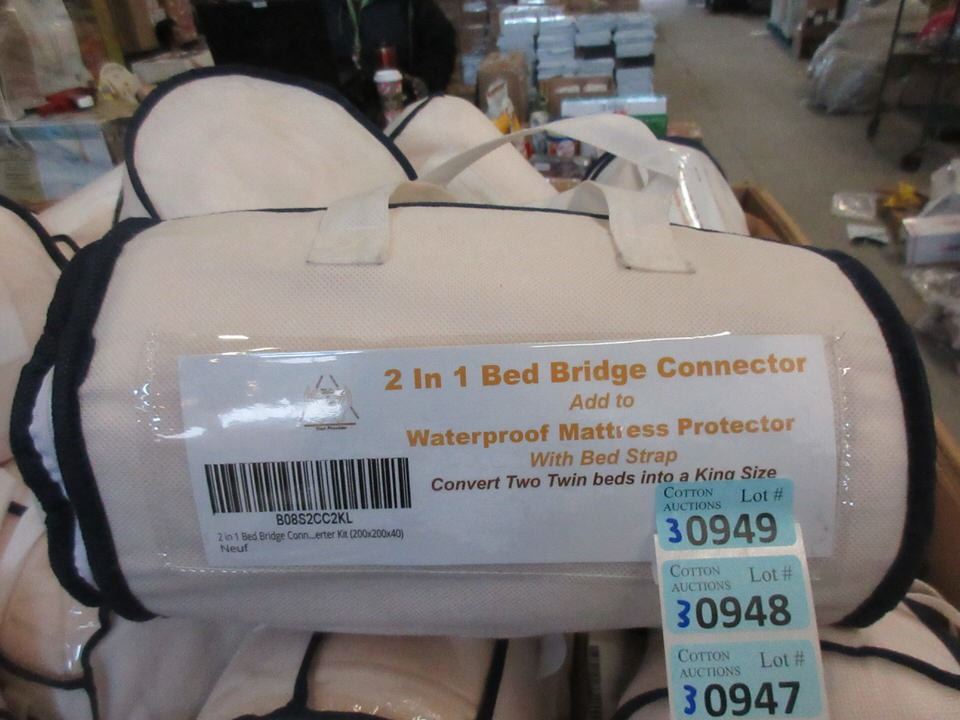 2 In 1 Bed Bridge Connector
Add to
Waterproof Mattress Protector
With Bed Strap
Convert Two Twin beds into a King Size
B08S2CC2KL
2 in 1 Bed Bridge Conn...erter Kit (200x200x40)
Neuf
COTTON AUCTIONS Lot #
30949
COTTON AUCTIONS Lot #
30948
COTTON AUCTIONS Lot #
30947